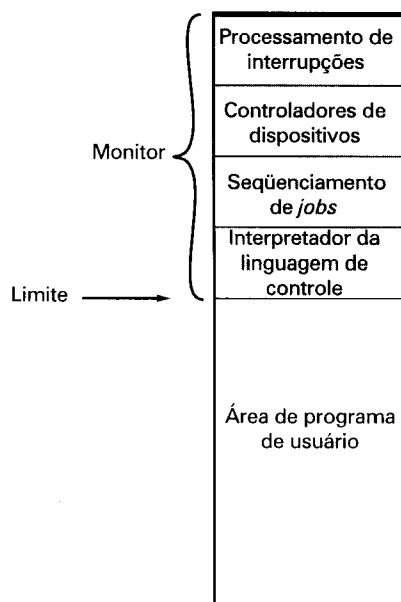 Processamento de
interrupções
Controladores de
dispositivos
Monitor
Seqüenciamento
de jobs
Interpretador da
linguagem de
controle
Limite
Área de programa
de usuário